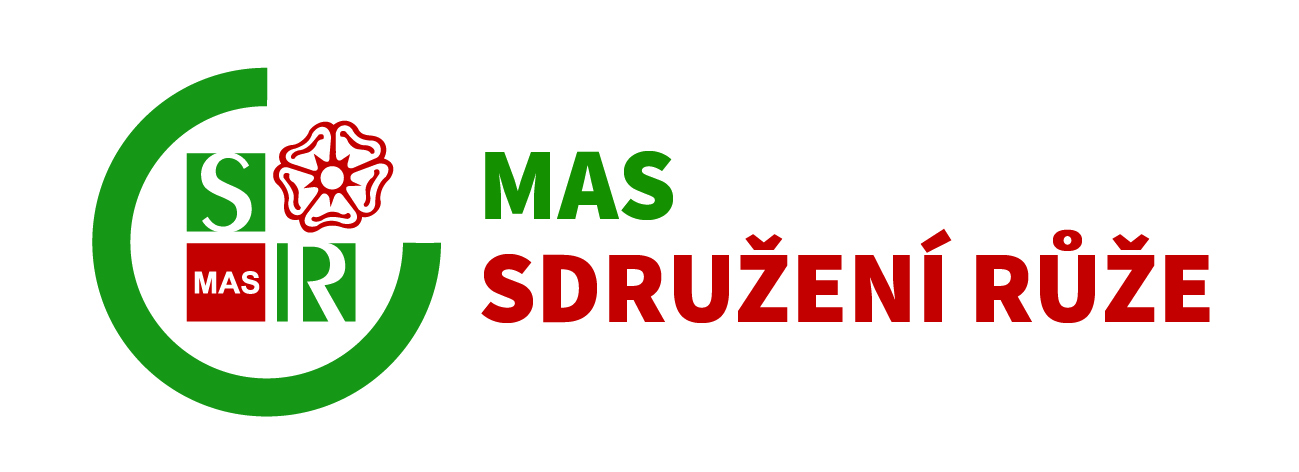 S
MAS R
MAS
SDRUŽENÍ RŮŽE